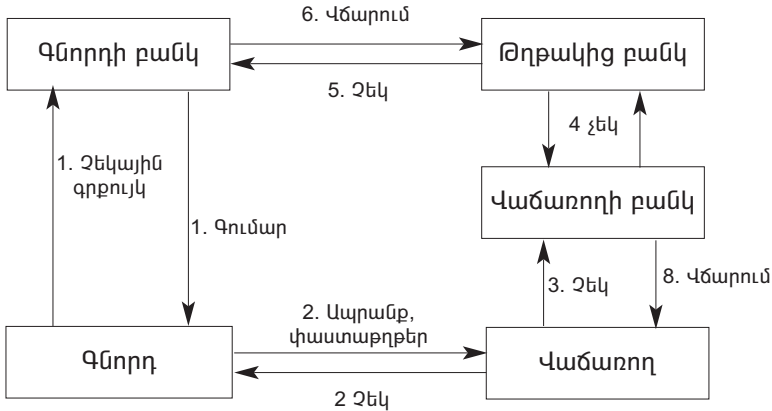 6. Վճարում
Գնորդի բանկ
Թղթակից բանկ
5. Չեկ
4 չեկ
1. Չեկային
գրքույկ
Վաճառողի բանկ
1. Գումար
3. Չեկ
8. Վճարում
2. Ապրանք,
փաստաթղթեր
Գնորդ
Վաճառող
2 Չեկ